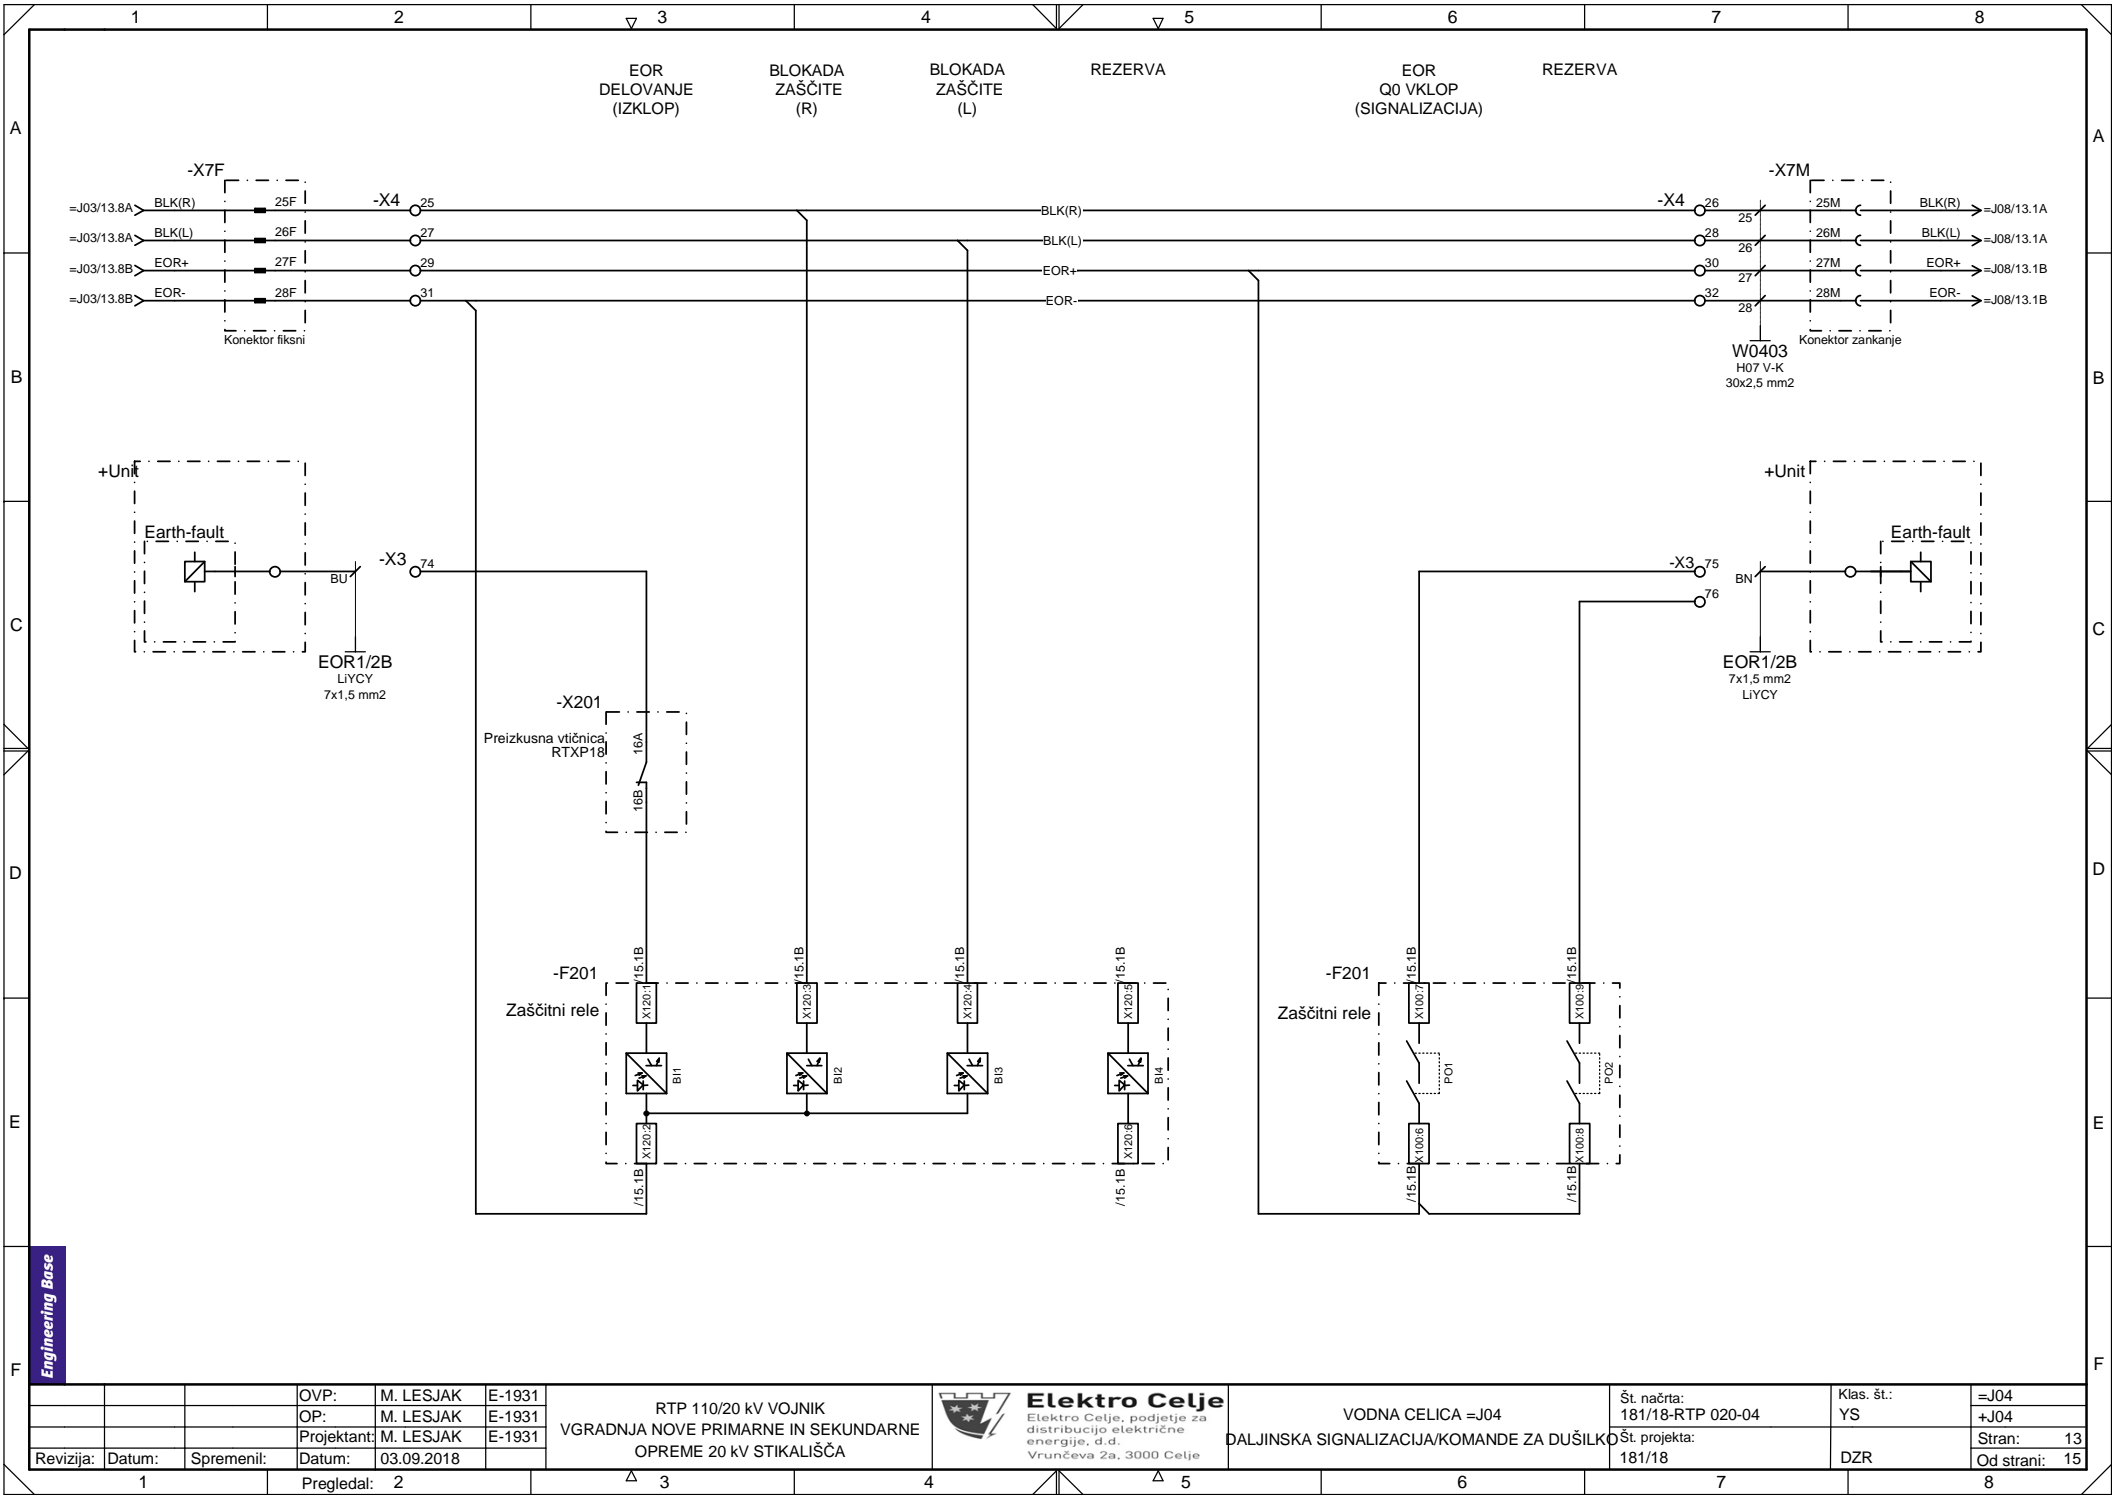 1 2 3 4 5 6 7 8
EOR
DELOVANJE
(IZKLOP)
BLOKADA
ZAŠČITE
(R)
BLOKADA
ZAŠČITE
(L)
REZERVA
EOR
Q0 VKLOP
(SIGNALIZACIJA)
REZERVA
A A
-X7F
-X7M
=J03/13.8A BLK(R) 25F -X4 25 BLK(R) -X4 26 25 25M BLK(R) =J08/13.1A
=J03/13.8A BLK(L) 26F 27 BLK(L) 28 26 26M BLK(L) =J08/13.1A
=J03/13.8B EOR+ 27F 29 EOR+ 30 27 27M EOR+ =J08/13.1B
=J03/13.8B EOR- 28F 31 EOR- 32 28 28M EOR- =J08/13.1B
Konektor fiksni
Konektor zankanje
W0403
H07 V-K
30x2,5 mm2
B B
+Unit
+Unit
Earth-fault
Earth-fault
BU -X3 74
-X3 75 BN
76
C C
EOR1/2B
LiYCY
7x1,5 mm2
EOR1/2B
7x1,5 mm2
LiYCY
-X201
Preizkusna vtičnica
RTXP18
16A
16B
D D
/15.1B /15.1B /15.1B /15.1B /15.1B /15.1B
-F201
Zaščitni rele
-F201
Zaščitni rele
X120:1 X120:3 X120:4 X120:5 X100:7 X100:9
BI1 BI2 BI3 BI4 PO1 PO2
E E
X120:2 X120:6 X100:6 X100:8
/15.1B /15.1B /15.1B /15.1B
Engineering Base
F F
OVP: M. LESJAK E-1931
OP: M. LESJAK E-1931
Projektant: M. LESJAK E-1931
Revizija: Datum: Spremenil: Datum: 03.09.2018
Pregledal:
RTP 110/20 kV VOJNIK
VGRADNJA NOVE PRIMARNE IN SEKUNDARNE
OPREME 20 kV STIKALIŠČA
Elektro Celje
Elektro Celje, podjetje za
distribucijo električne
energije, d.d.
Vrunčeva 2a, 3000 Celje
VODNA CELICA =J04
DALJINSKA SIGNALIZACIJA/KOMANDE ZA DUŠILKO
Št. načrta:
181/18-RTP 020-04
Št. projekta:
181/18
Klas. št.:
YS
DZR
=J04
+J04
Stran: 13
Od strani: 15
1 2 3 4 5 6 7 8